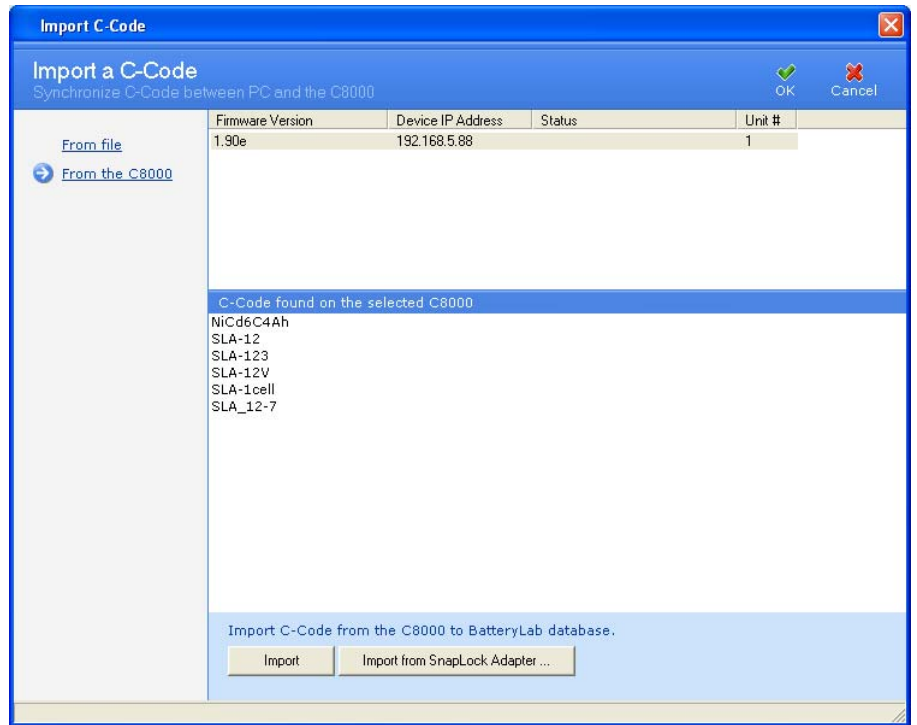 Import C-Code
Import a C-Code
Synchronize C-Code between PC and the C8000
OK
Cancel
From file
From the C8000
Firmware Version Device IP Address Status Unit #
1.90e 192.168.5.88 1
C-Code found on the selected C8000
NiCd6C4Ah
SLA-12
SLA-123
SLA-12V
SLA-1cell
SLA_12-7
Import C-Code from the C8000 to BatteryLab database.
Import
Import from SnapLock Adapter ...